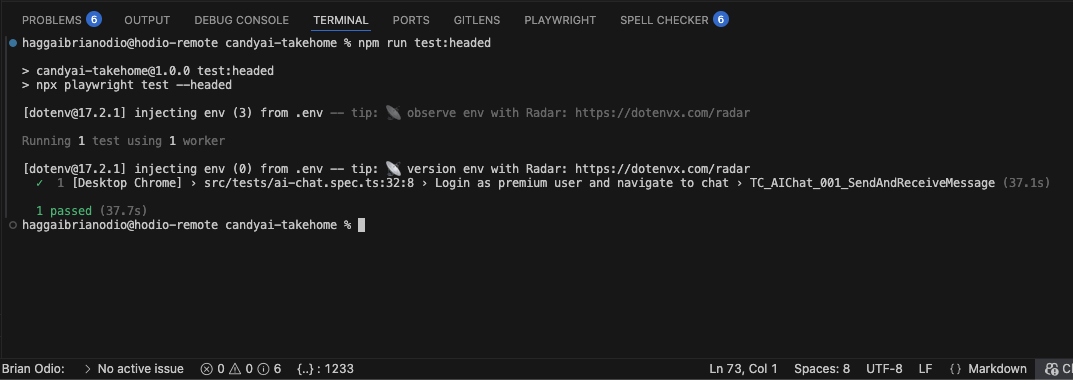 PROBLEMS 6 OUTPUT DEBUG CONSOLE TERMINAL PORTS GITLENS PLAYWRIGHT SPELL CHECKER 6
haggaibrianodio@hodio-remote candyai-takehome % npm run test:headed
> candyai-takehome@1.0.0 test:headed
> npx playwright test --headed
[dotenv@17.2.1] injecting env (3) from .env -- tip: 📡 observe env with Radar: https://dotenvx.com/radar
Running 1 test using 1 worker
[dotenv@17.2.1] injecting env (0) from .env -- tip: 📡 version env with Radar: https://dotenvx.com/radar
✓ 1 [Desktop Chrome] › src/tests/ai-chat.spec.ts:32:8 › Login as premium user and navigate to chat › TC_AIChat_001_SendAndReceiveMessage (37.1s)
1 passed (37.7s)
haggaibrianodio@hodio-remote candyai-takehome %
Brian Odio: > No active issue 0 0 6 {..} : 1233 Ln 73, Col 1 Spaces: 8 UTF-8 LF {} Markdown